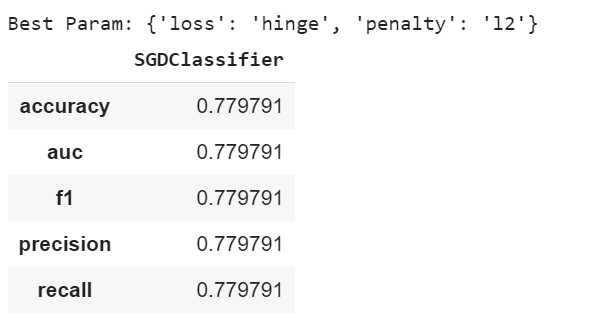 Best Param: {'loss': 'hinge', 'penalty': 'l2'}
SGDClassifier
accuracy 0.779791
auc 0.779791
f1 0.779791
precision 0.779791
recall 0.779791